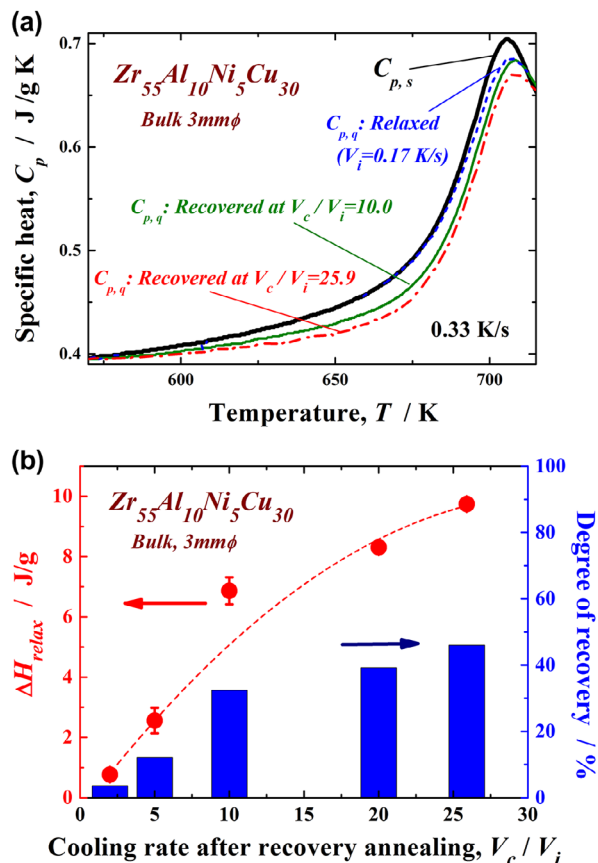 (a)
Zr55Al10Ni5Cu30
Bulk 3mmϕ
Cp, s
Cp, q: Relaxed
(Vi=0.17 K/s)
Cp, q: Recovered at Vc / Vi=10.0
Cp, q: Recovered at Vc / Vi=25.9
0.33 K/s
0.7
0.6
0.5
0.4
Specific heat, Cp / J /g K
600
650
700
Temperature, T / K
(b)
Zr55Al10Ni5Cu30
Bulk, 3mmϕ
10
8
6
4
2
0
ΔHrelax / J/g
100
80
60
40
20
0
Degree of recovery / %
0
5
10
15
20
25
30
Cooling rate after recovery annealing, Vc / Vi